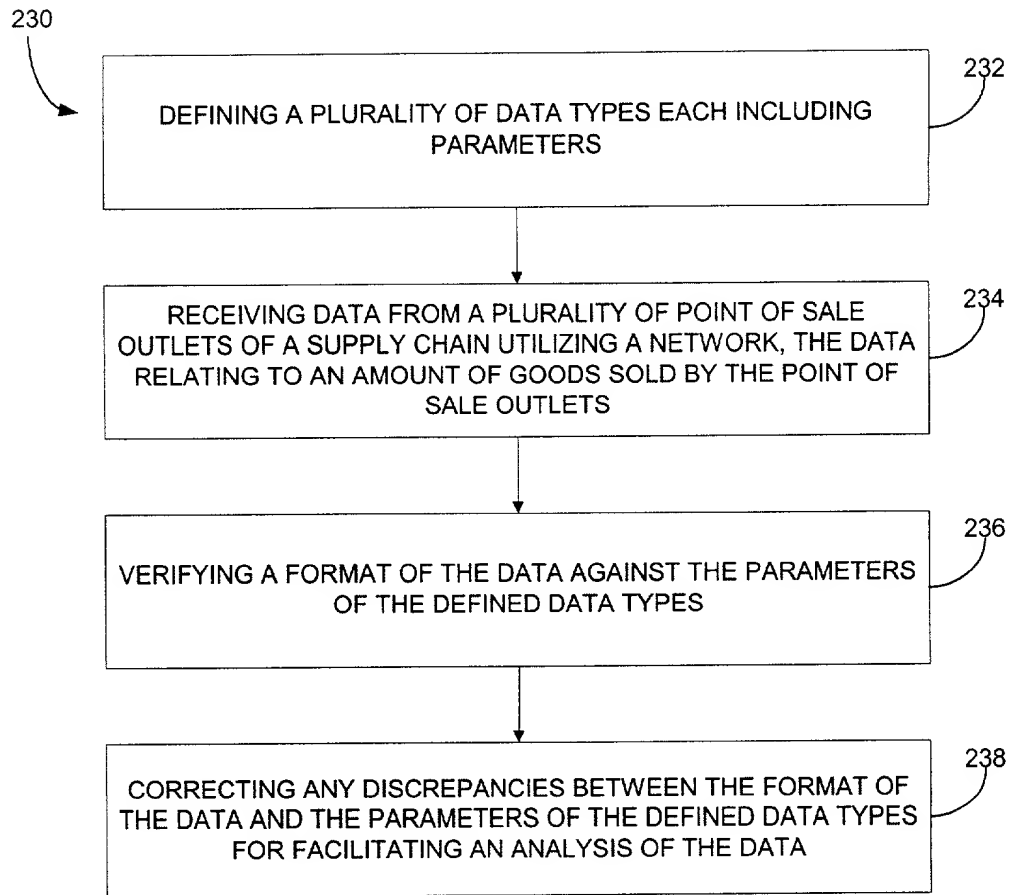 230
232
DEFINING A PLURALITY OF DATA TYPES EACH INCLUDING
PARAMETERS
234
RECEIVING DATA FROM A PLURALITY OF POINT OF SALE
OUTLETS OF A SUPPLY CHAIN UTILIZING A NETWORK, THE DATA
RELATING TO AN AMOUNT OF GOODS SOLD BY THE POINT OF
SALE OUTLETS
236
VERIFYING A FORMAT OF THE DATA AGAINST THE PARAMETERS
OF THE DEFINED DATA TYPES
238
CORRECTING ANY DISCREPANCIES BETWEEN THE FORMAT OF
THE DATA AND THE PARAMETERS OF THE DEFINED DATA TYPES
FOR FACILITATING AN ANALYSIS OF THE DATA